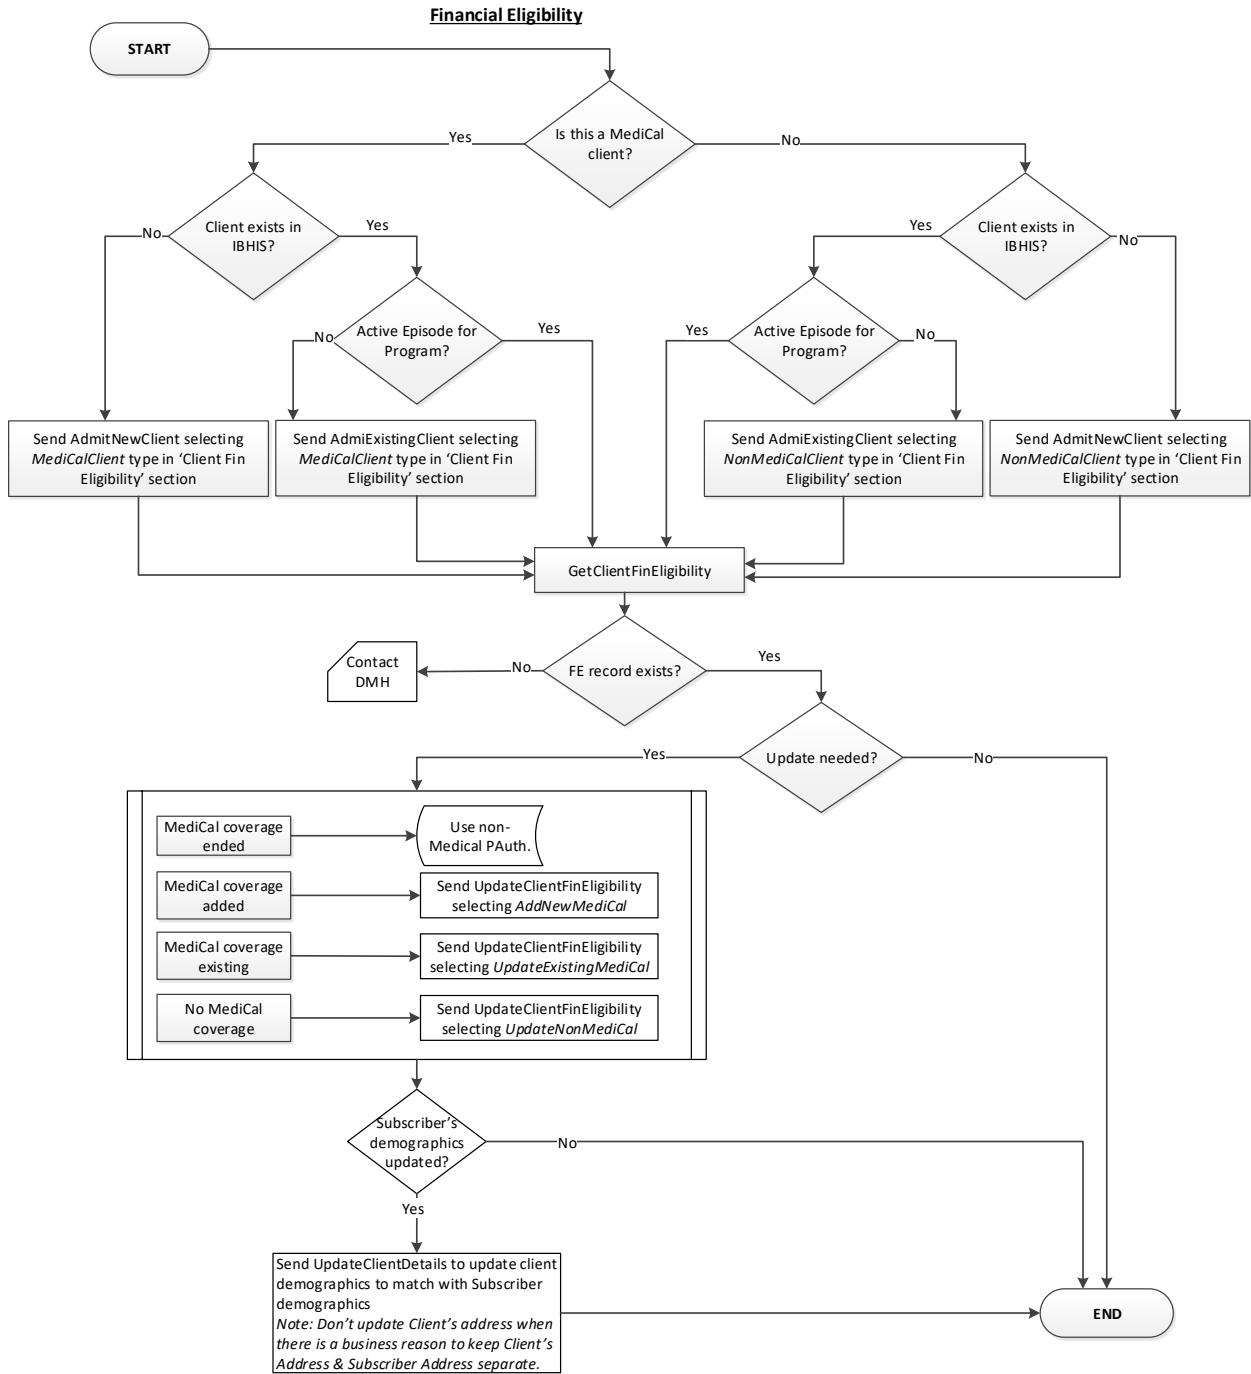 Financial Eligibility
START
Is this a MediCal
client?
Yes
No
Client exists in
IBHIS?
No
Yes
Client exists in
IBHIS?
Yes
No
Active Episode for
Program?
No
Yes
Active Episode for
Program?
Yes
No
Send AdmitNewClient selecting
MediCalClient type in ‘Client Fin
Eligibility’ section
Send AdmiExistingClient selecting
MediCalClient type in ‘Client Fin
Eligibility’ section
Send AdmiExistingClient selecting
NonMediCalClient type in ‘Client Fin
Eligibility’ section
Send AdmitNewClient selecting
NonMediCalClient type in ‘Client Fin
Eligibility’ section
GetClientFinEligibility
FE record exists?
No
Yes
Contact
DMH
Update needed?
Yes
No
MediCal coverage
ended
Use non-
Medical PAuth.
MediCal coverage
added
Send UpdateClientFinEligibility
selecting AddNewMediCal
MediCal coverage
existing
Send UpdateClientFinEligibility
selecting UpdateExistingMediCal
No MediCal
coverage
Send UpdateClientFinEligibility
selecting UpdateNonMediCal
Subscriber’s
demographics
updated?
No
Yes
Send UpdateClientDetails to update client
demographics to match with Subscriber
demographics
Note: Don’t update Client’s address when
there is a business reason to keep Client’s
Address & Subscriber Address separate.
END